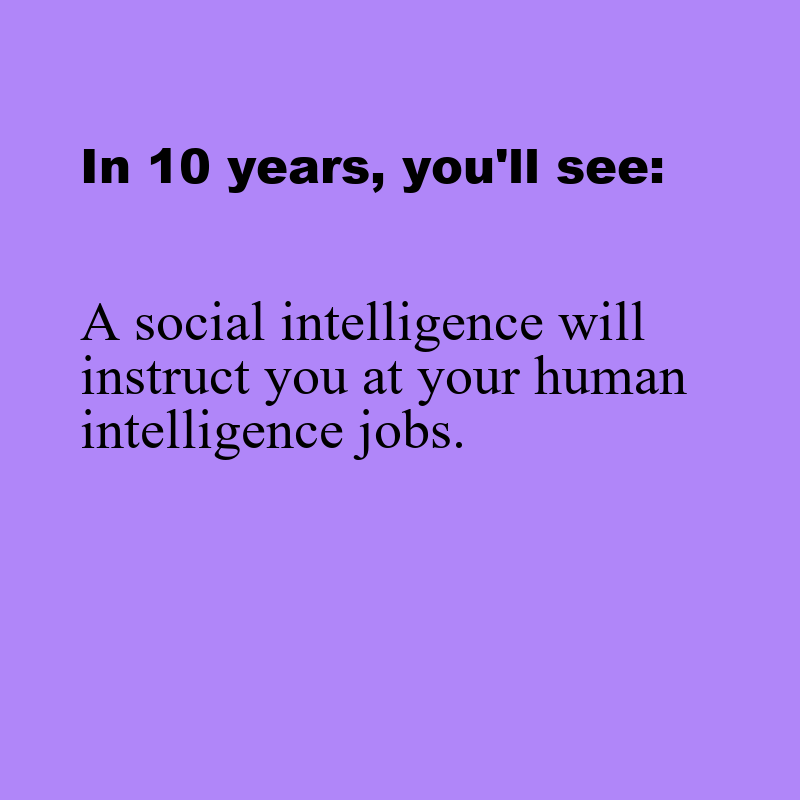 In 10 years, you'll see:
A social intelligence will
instruct you at your human
intelligence jobs.